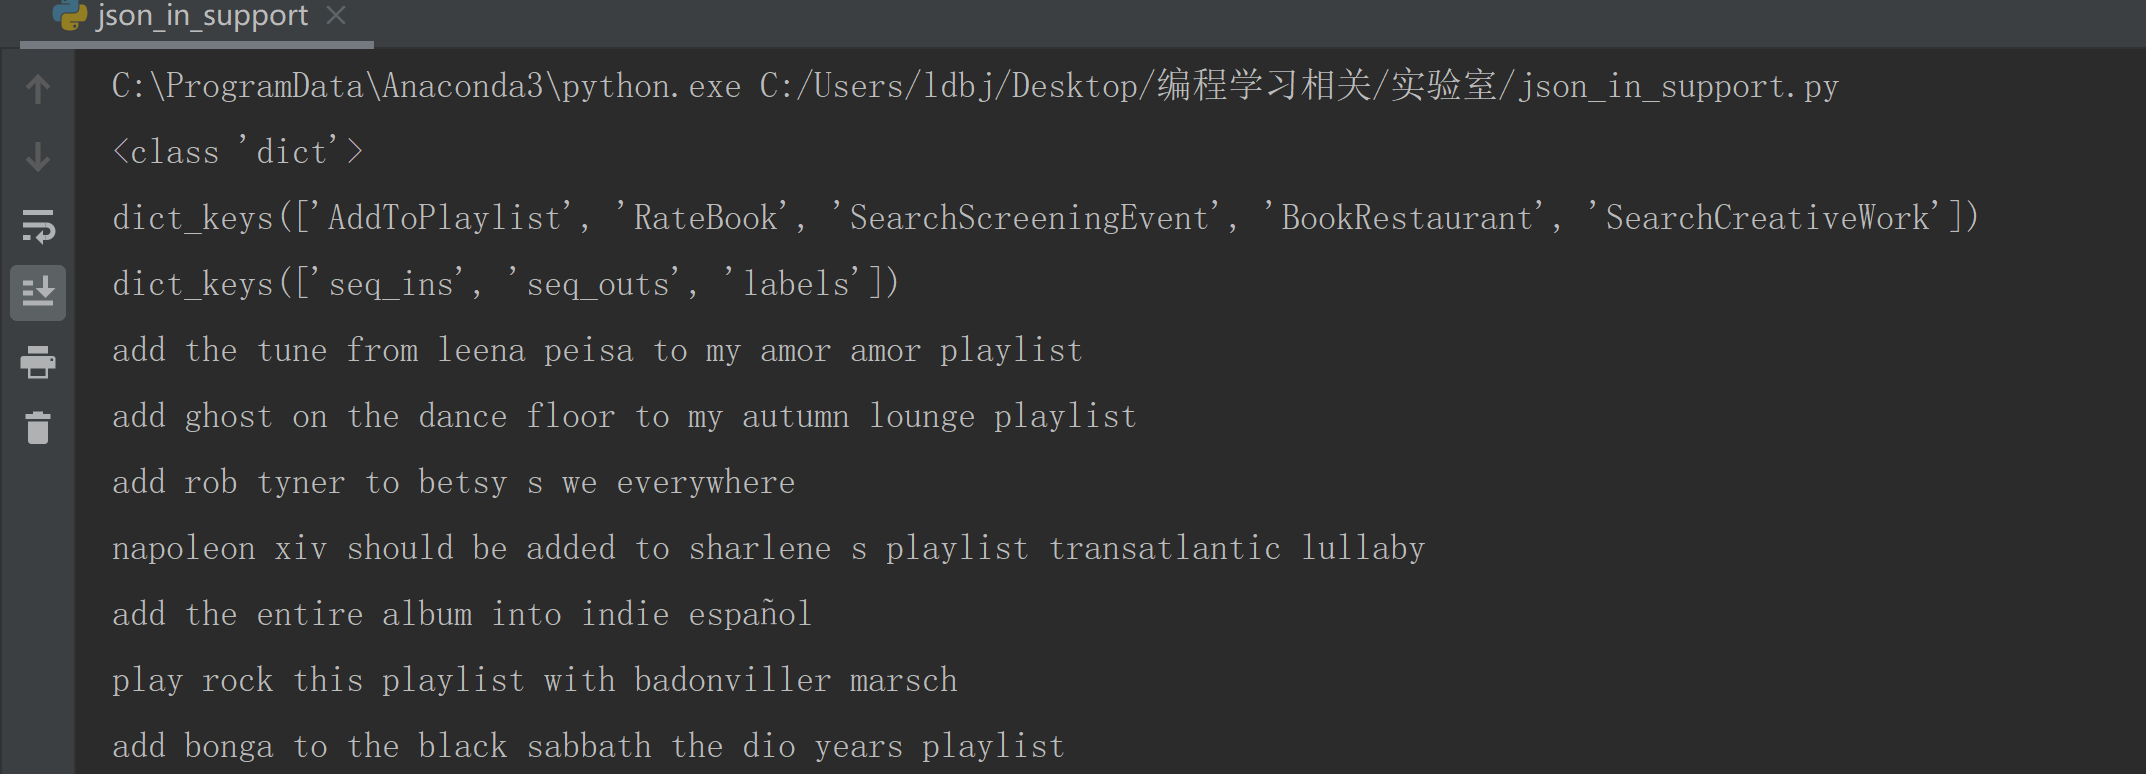 json_in_support
C:\ProgramData\Anaconda3\python.exe C:/Users/ldbj/Desktop/编程学习相关/实验室/json_in_support.py
<class 'dict'>
dict_keys(['AddToPlaylist', 'RateBook', 'SearchScreeningEvent', 'BookRestaurant', 'SearchCreativeWork'])
dict_keys(['seq_ins', 'seq_outs', 'labels'])
add the tune from leena peisa to my amor amor playlist
add ghost on the dance floor to my autumn lounge playlist
add rob tyner to betsy s we everywhere
napoleon xiv should be added to sharlene s playlist transatlantic lullaby
add the entire album into indie español
play rock this playlist with badonviller marsch
add bonga to the black sabbath the dio years playlist